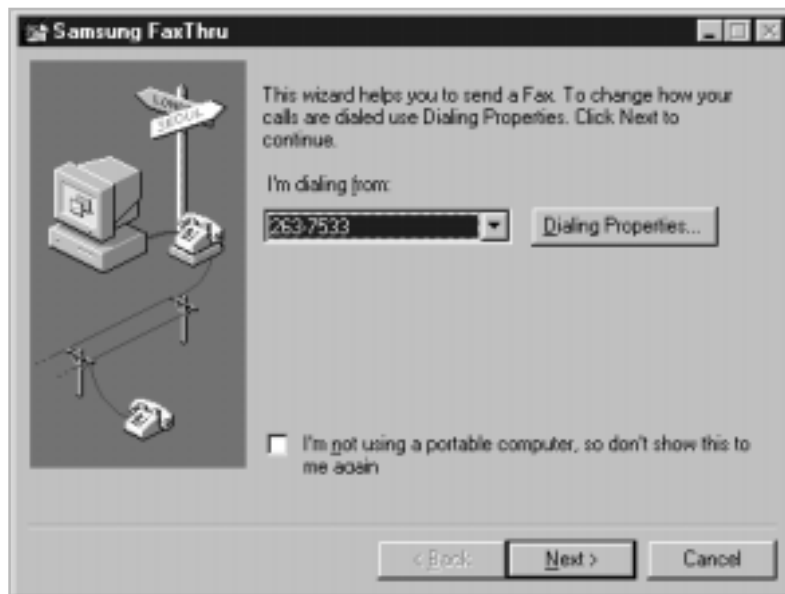 Samsung FaxThru
LON
SEOUL
This wizard helps you to send a Fax. To change how your
calls are dialed use Dialing Properties. Click Next to
continue.
I'm dialing from:
263-7533
Dialing Properties...
I'm not using a portable computer, so don't show this to
me again
< Back
Next >
Cancel